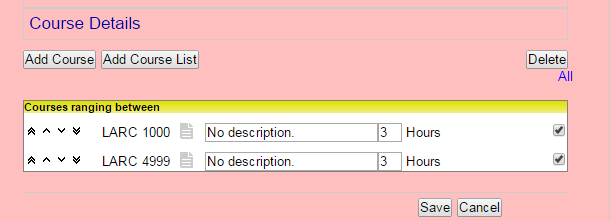 Course Details
Add Course Add Course List Delete
All
Courses ranging between
LARC 1000 No description. 3 Hours
LARC 4999 No description. 3 Hours
Save Cancel